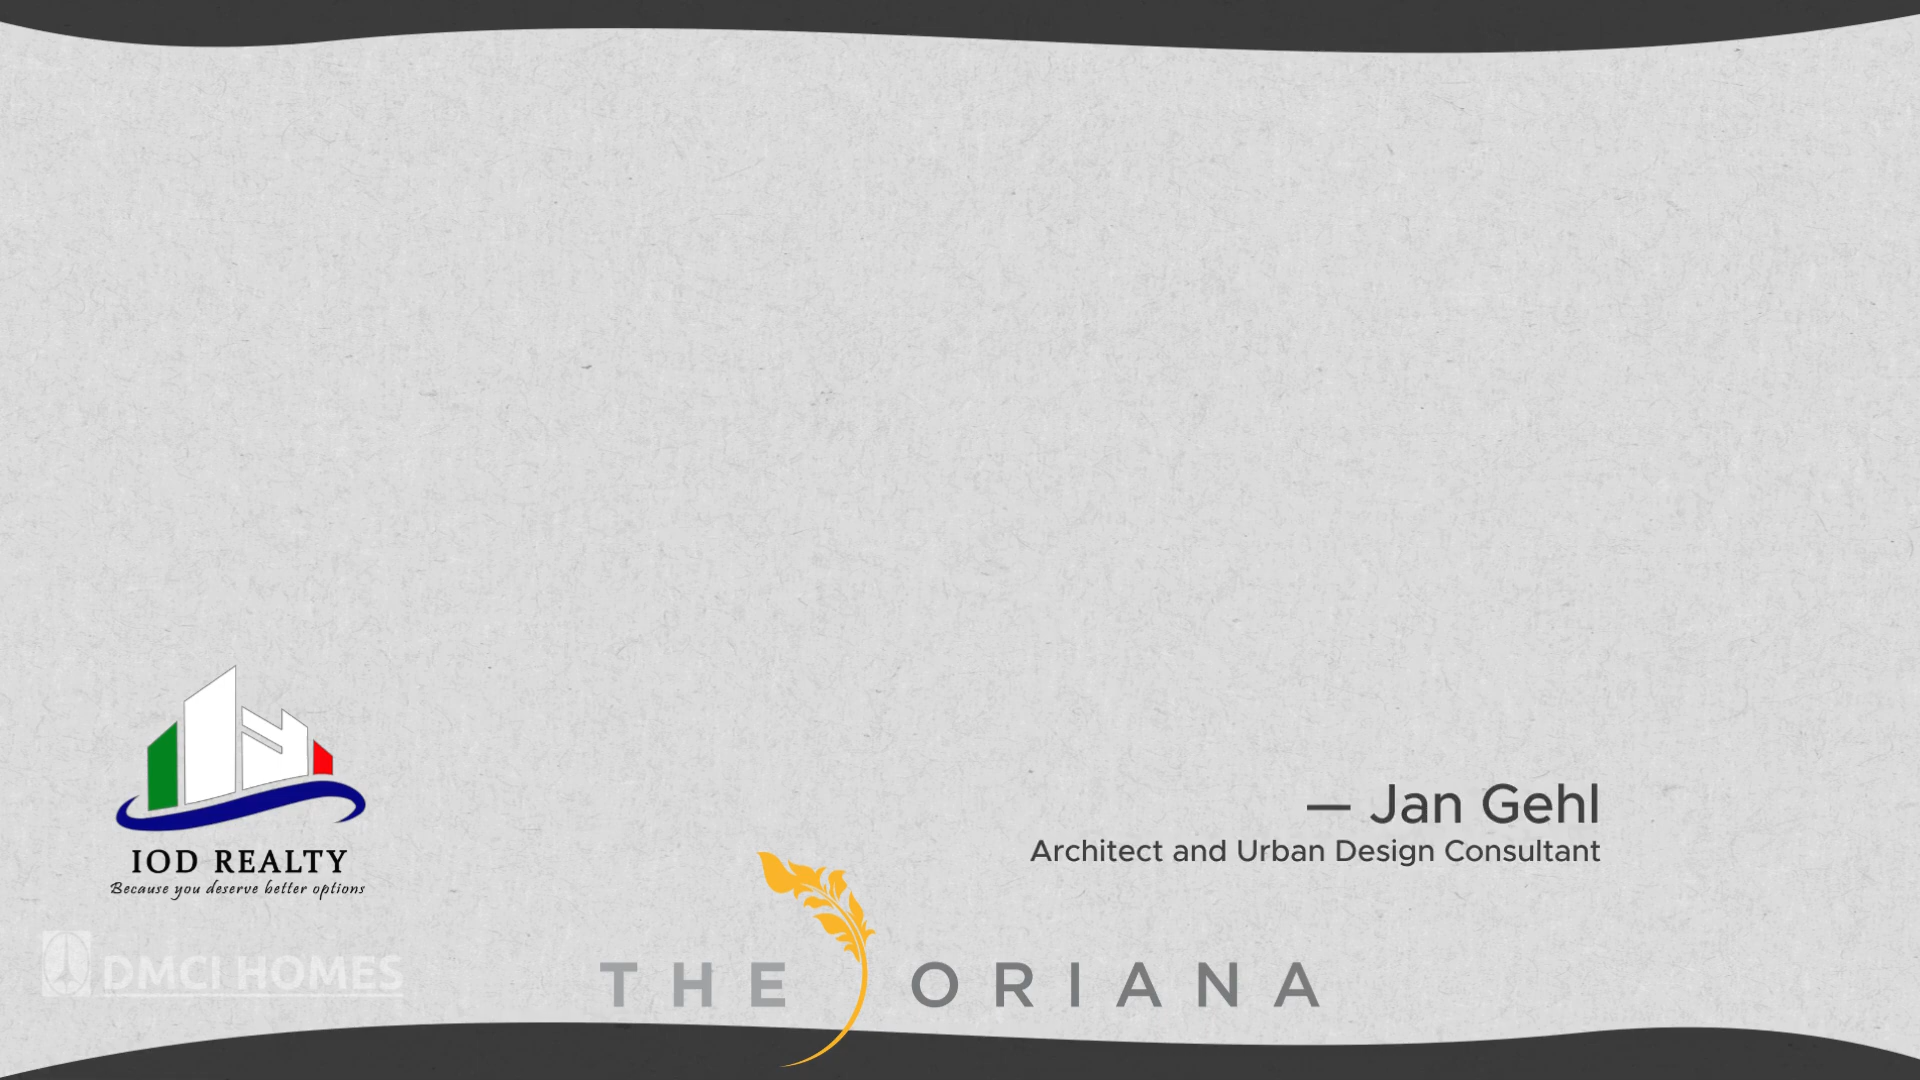 — Jan Gehl
Architect and Urban Design Consultant
IOD REALTY
Because you deserve better options
DMCI HOMES
THE ORIANA